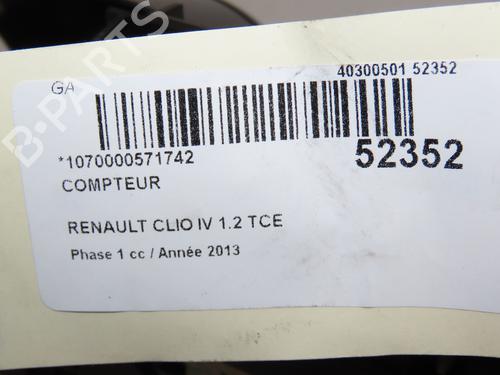 GA
40300501 52352
*1070000571742
52352
COMPTEUR
RENAULT CLIO IV 1.2 TCE
Phase 1 cc / Année 2013
B-PARTS